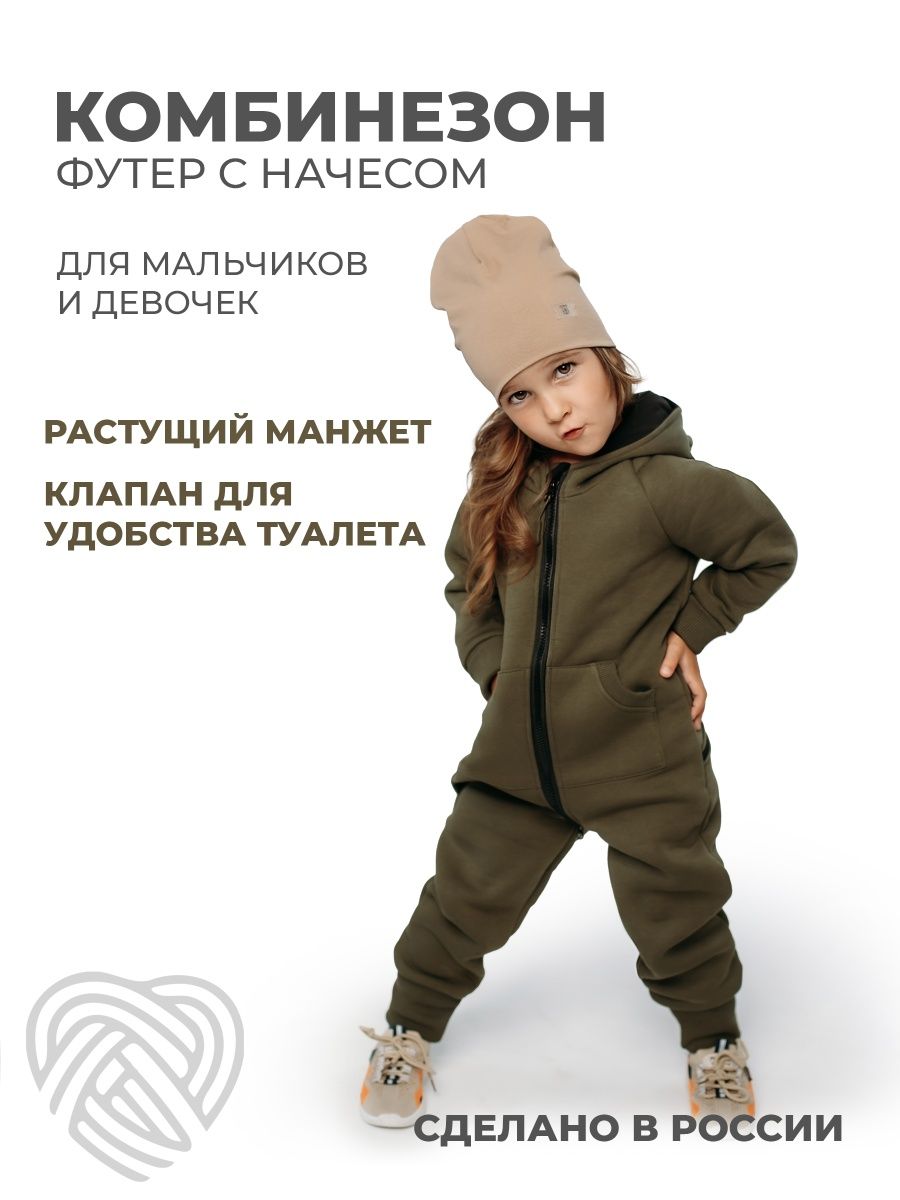 КОМБИНЕЗОН
ФУТЕР С НАЧЕСОМ
ДЛЯ МАЛЬЧИКОВ
И ДЕВОЧЕК
РАСТУЩИЙ МАНЖЕТ
КЛАПАН ДЛЯ
УДОБСТВА ТУАЛЕТА
СДЕЛАНО В РОССИИ